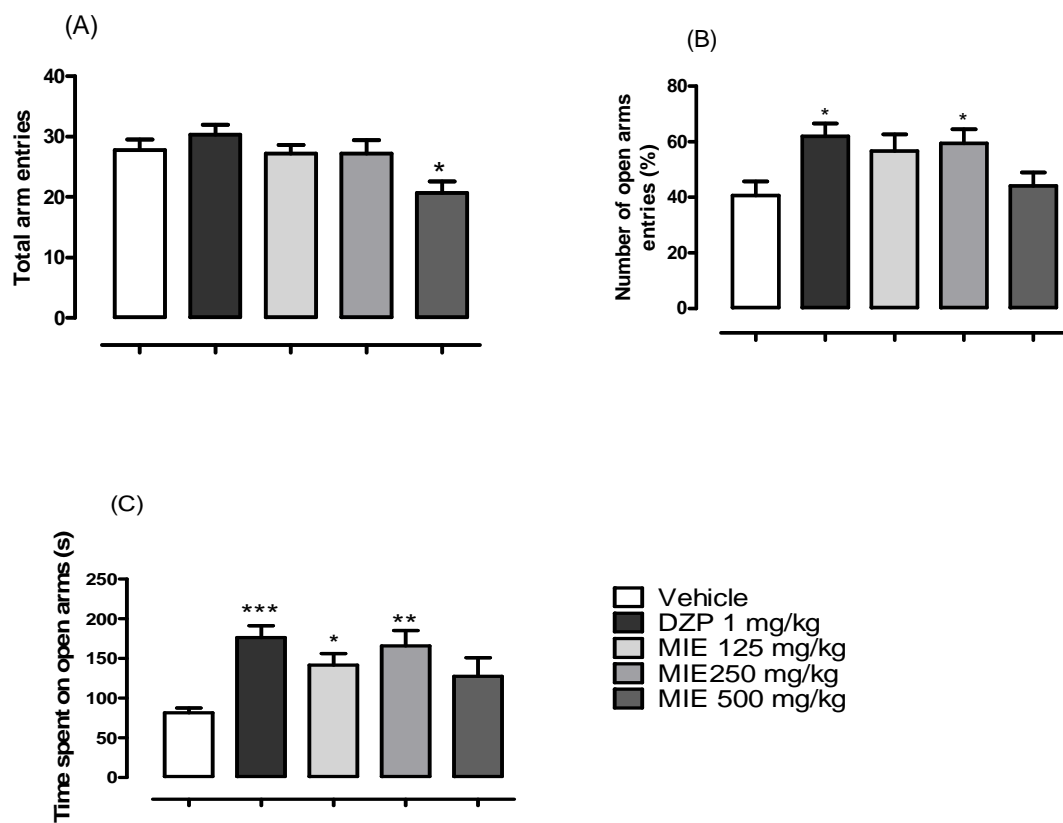 (A)
Total arm entries
40
30
20
10
0
*
(B)
Number of open arms
entries (%)
80
60
40
20
0
*
*
(C)
Time spent on open arms (s)
250
200
150
100
50
0
***
*
**
Vehicle
DZP 1 mg/kg
MIE 125 mg/kg
MIE250 mg/kg
MIE 500 mg/kg